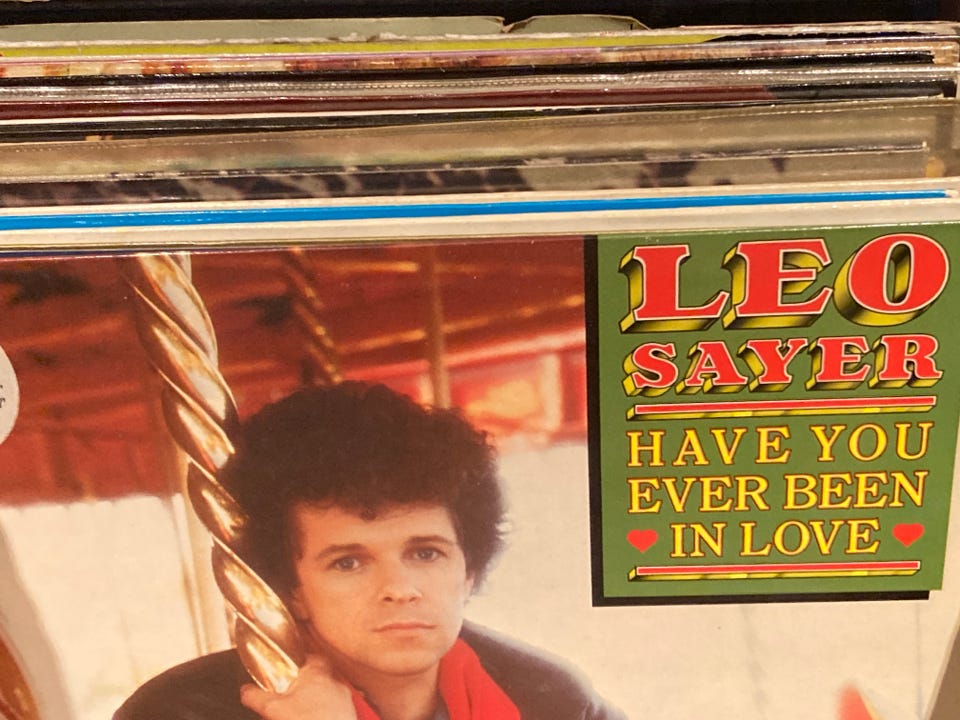 LEO
SAYER
HAVE YOU
EVER BEEN
IN LOVE